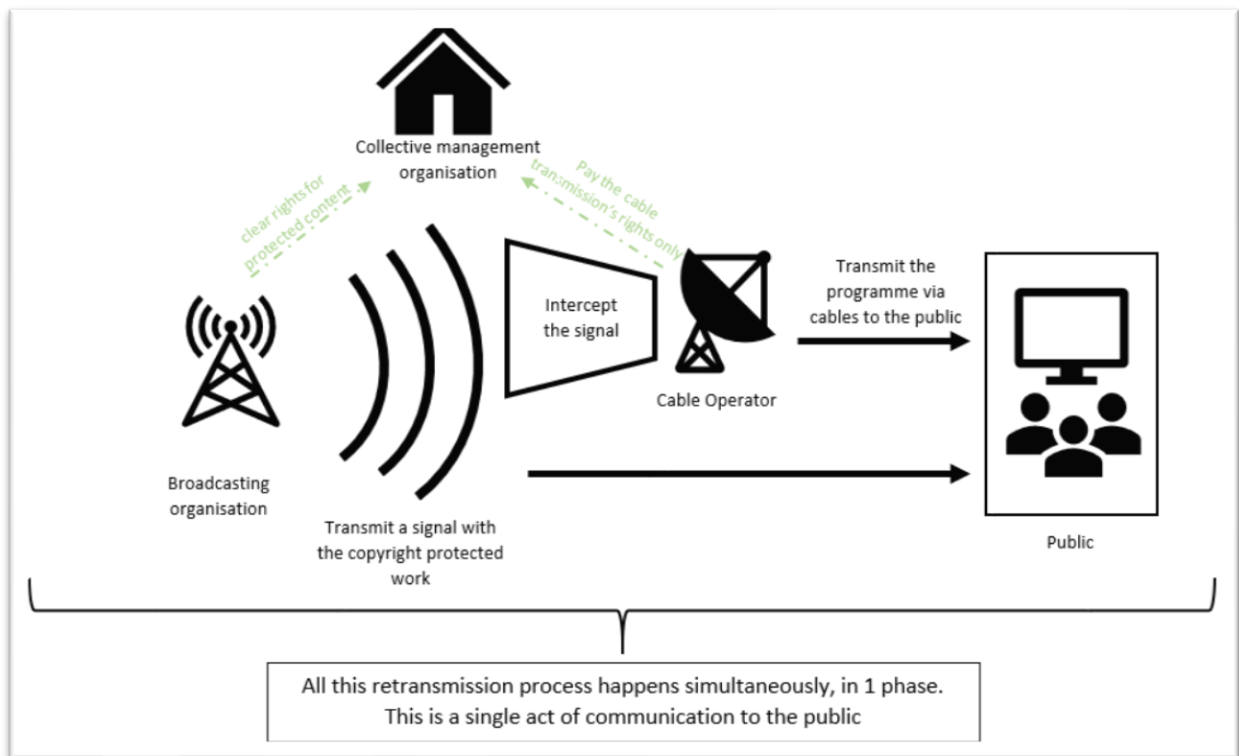 Collective management
organisation
clear rights for
protected content
Pay the cable
transmission's rights only
Intercept
the signal
Transmit the
programme via
cables to the public
Cable Operator
Broadcasting
organisation
Transmit a signal with
the copyright protected
work
Public
All this retransmission process happens simultaneously, in 1 phase.
This is a single act of communication to the public